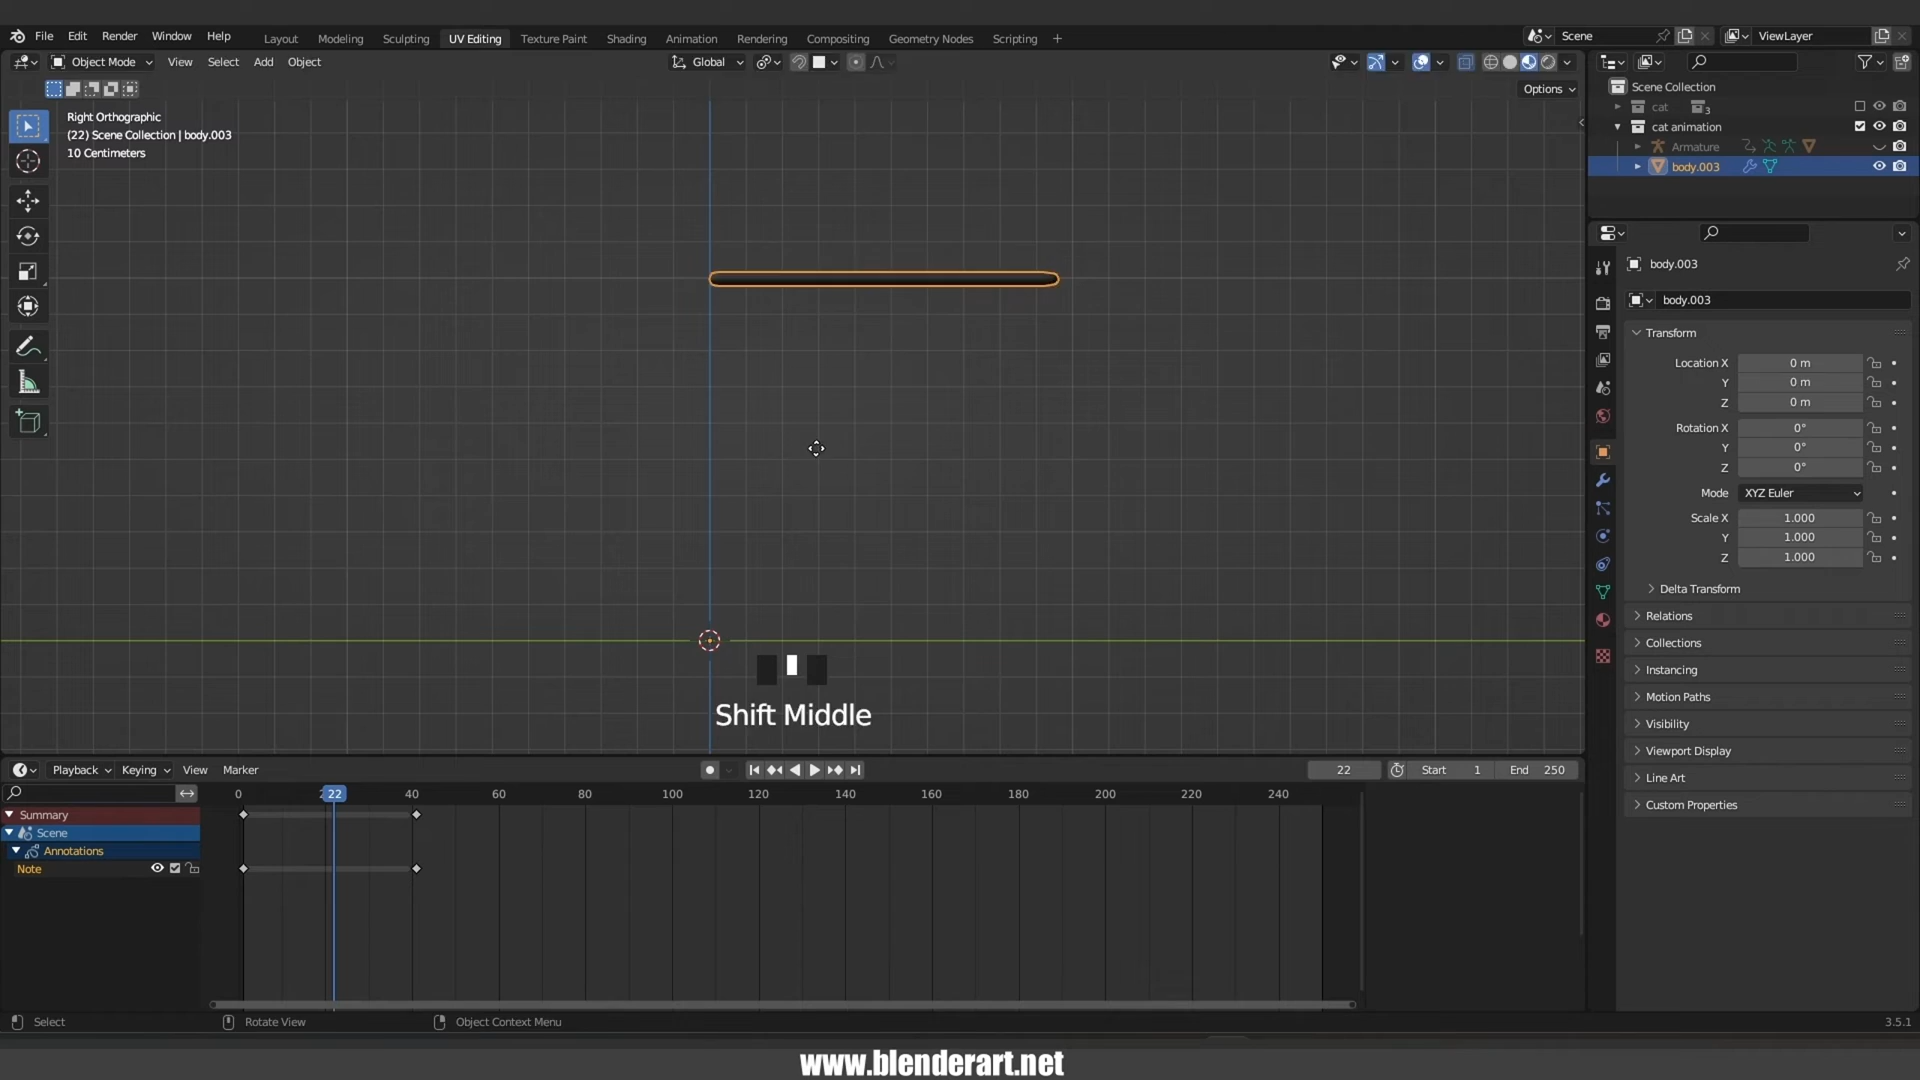 File Edit Render Window Help Layout Modeling Sculpting UV Editing Texture Paint Shading Animation Rendering Compositing Geometry Nodes Scripting + Scene ViewLayer
Object Mode View Select Add Object Global
Options
Right Orthographic
(22) Scene Collection | body.003
10 Centimeters
Scene Collection
cat 3
cat animation
Armature
body.003
body.003
body.003
Transform
Location X 0 m
Y 0 m
Z 0 m
Rotation X 0°
Y 0°
Z 0°
Mode XYZ Euler
Scale X 1.000
Y 1.000
Z 1.000
Delta Transform
Relations
Collections
Instancing
Motion Paths
Visibility
Viewport Display
Line Art
Custom Properties
Shift Middle
Playback Keying View Marker 22 Start 1 End 250
0 22 40 60 80 100 120 140 160 180 200 220 240
Summary
Scene
Annotations
Note
Select Rotate View Object Context Menu 3.5.1
www.blenderart.net